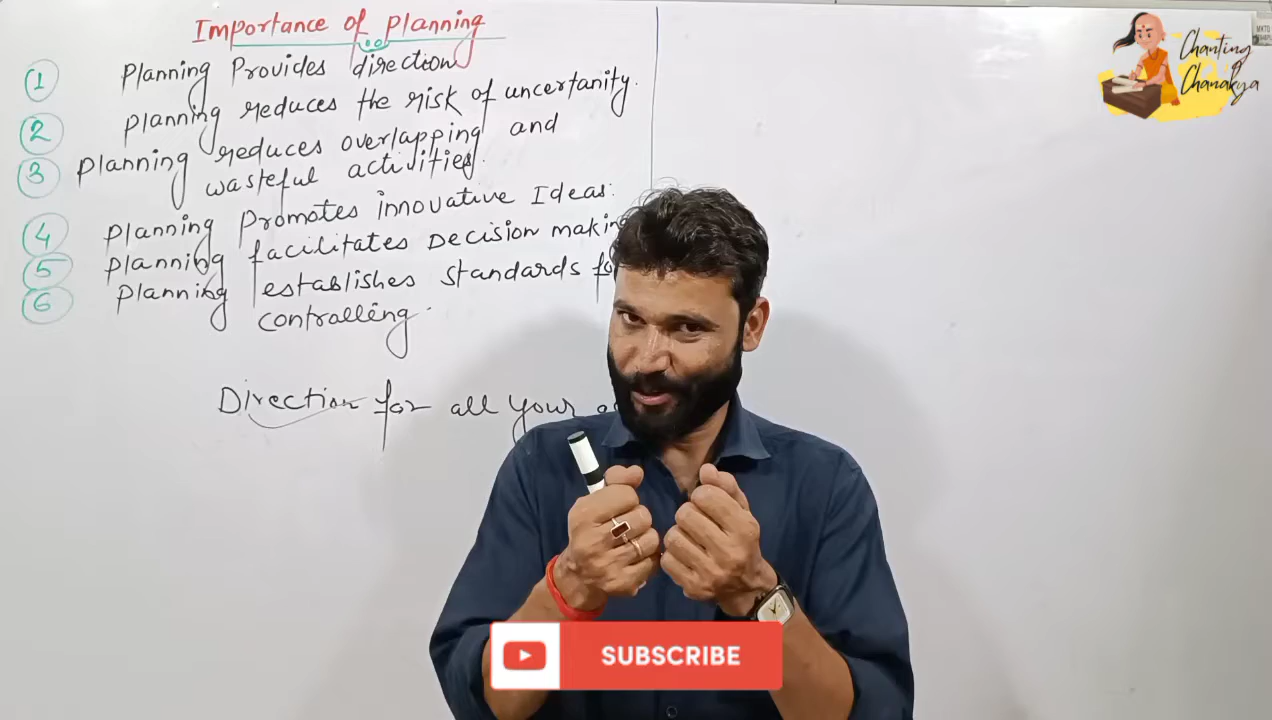 Importance of Planning
1 Planning Provides direction
2 Planning reduces the risk of uncertanity.
3 Planning reduces overlapping and
wasteful activities.
4 Planning Promotes innovative Ideas.
5 Planning facilitates Decision making
6 Planning establishes standards
controlling.
Direction for all your
Chanting
Chanakya
SUBSCRIBE